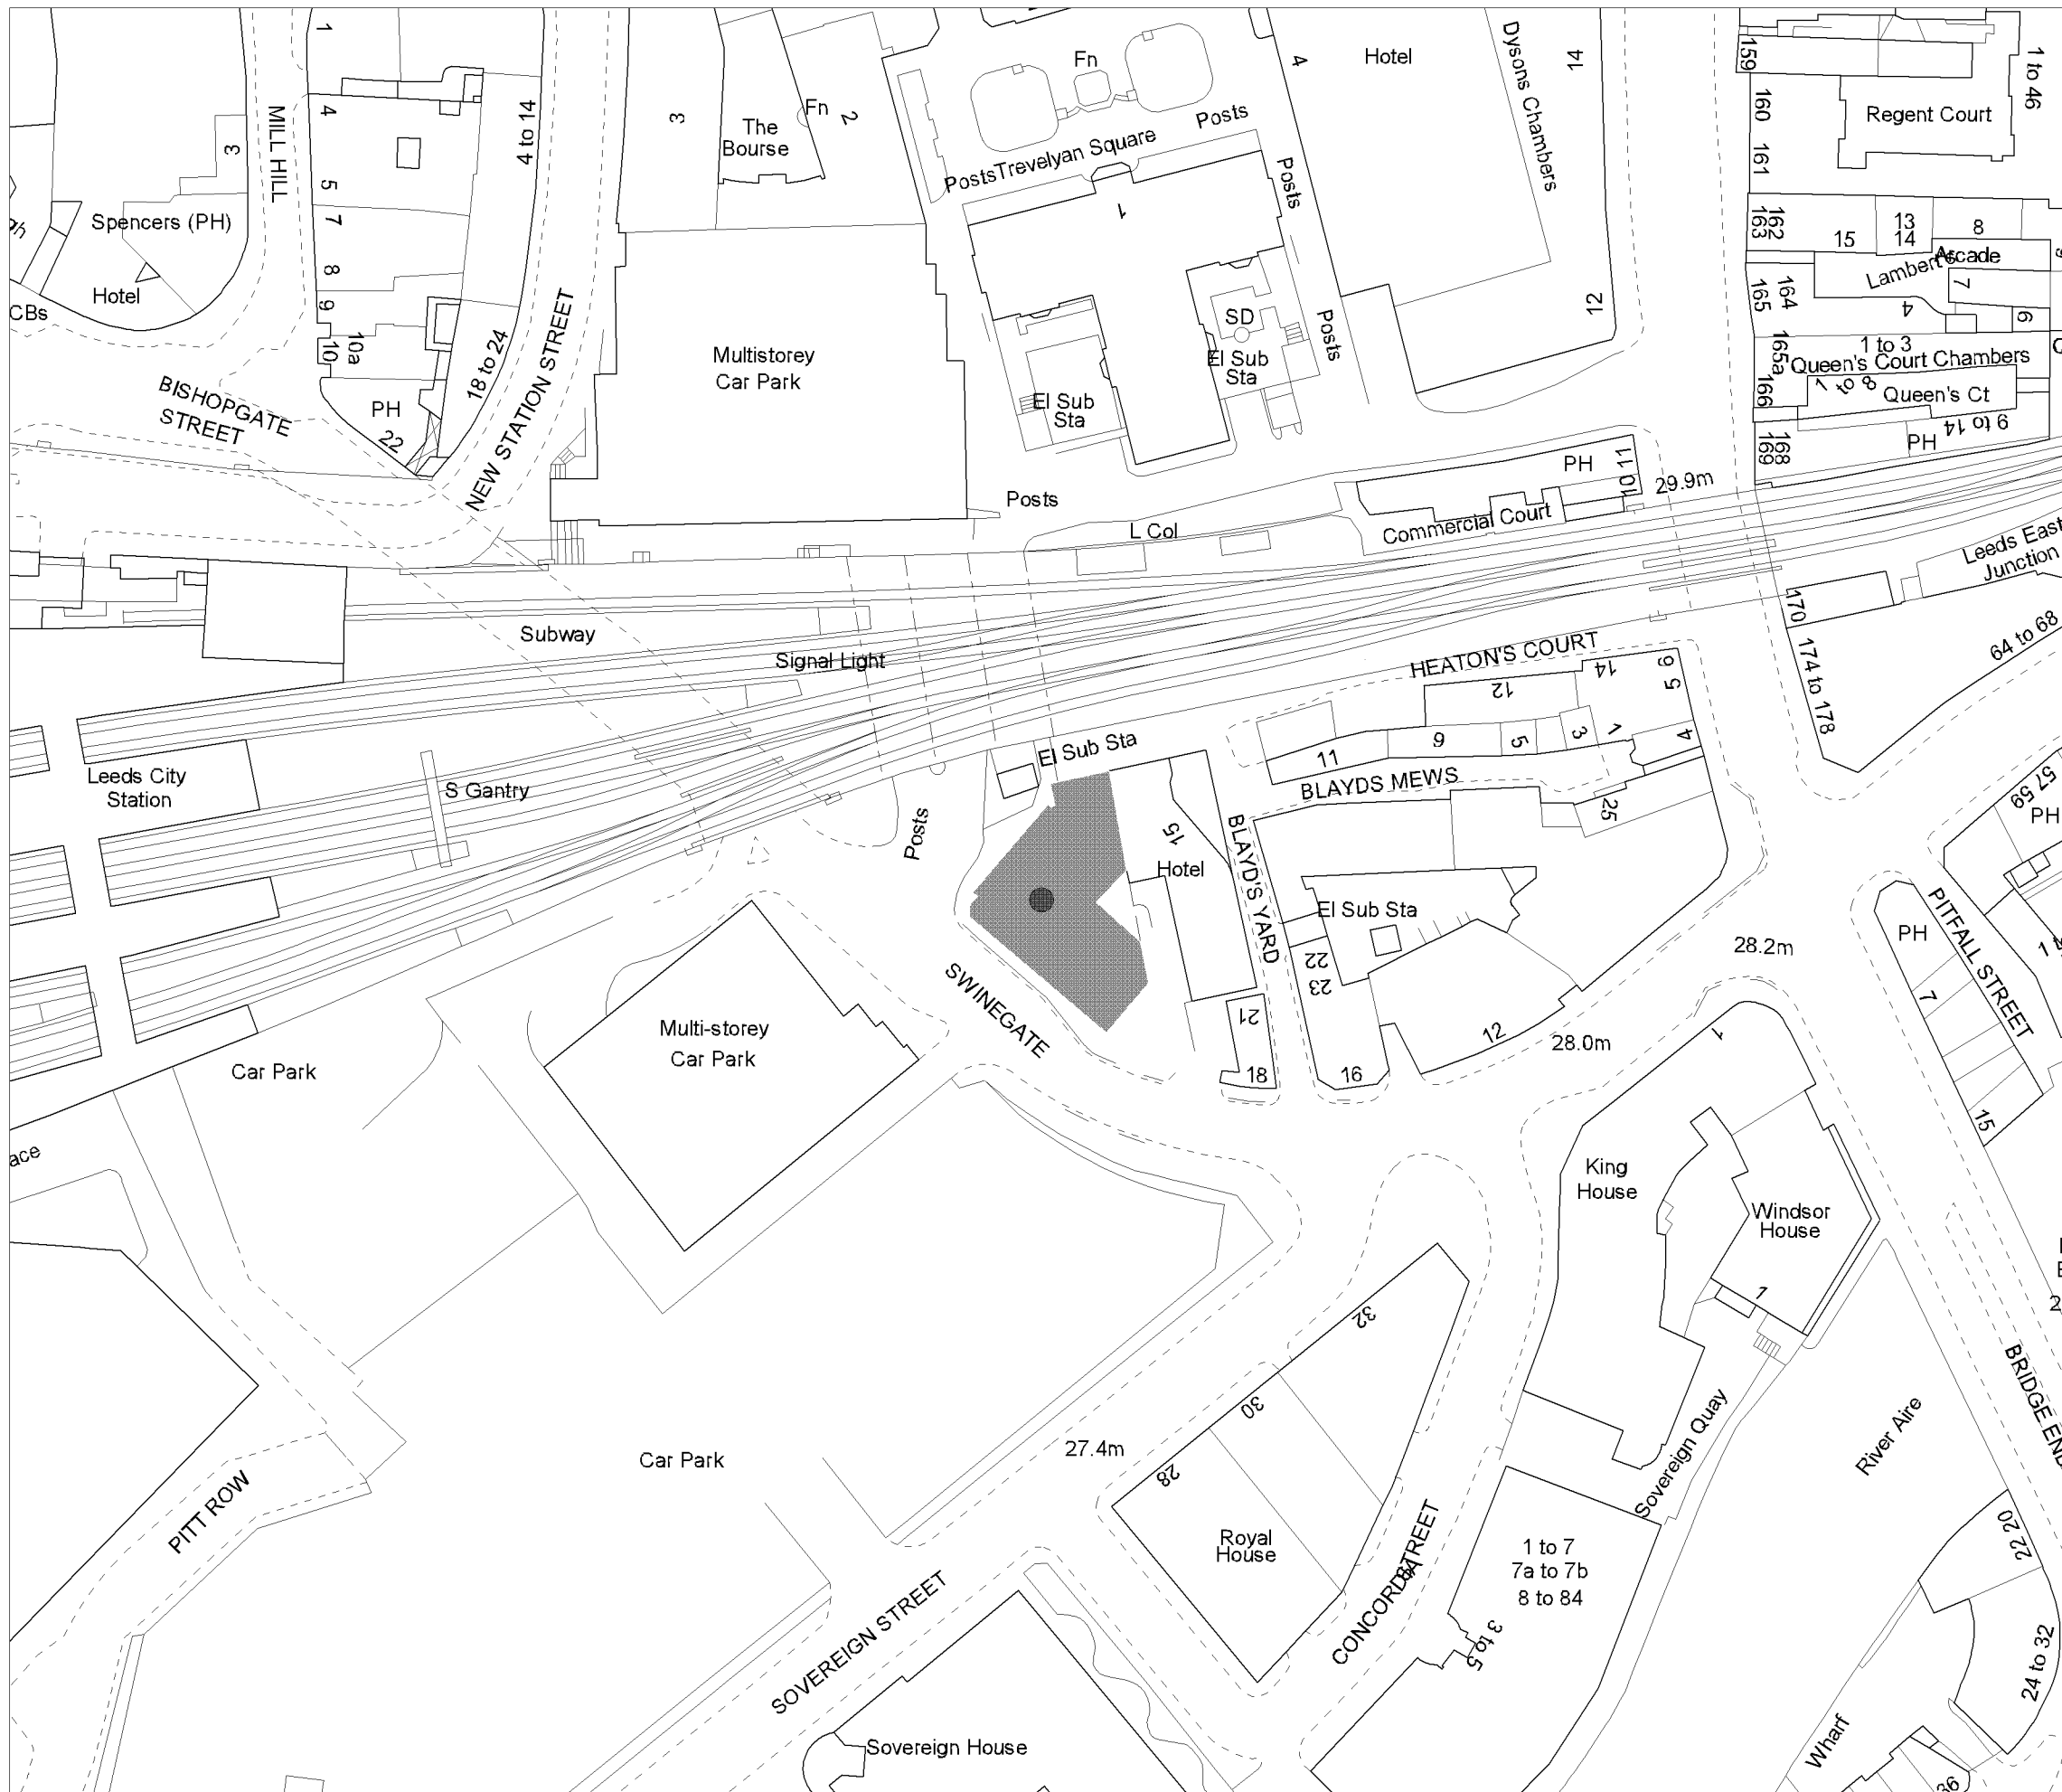 1
4
5
7
8
9
10
10a
MILL HILL
3
Spencers (PH)
Hotel
CBs
BISHOPGATE
STREET
PH
22
4 to 14
18 to 24
NEW STATION STREET
3
The
Bourse
Fn
2
Multistorey
Car Park
Fn
Posts
Trevelyan Square
Posts
1
Posts
Posts
SD
El Sub
Sta
El Sub
Sta
Posts
L Col
4
Hotel
Dysons Chambers
14
12
PH
10 11
Commercial Court
29.9m
159
160
161
1 to 46
Regent Court
162
163
13
14
15
8
Lambert's
Arcade
7
4
6
164
165
165a
166
1 to 3
Queen's Court Chambers
1 to 8
Queen's Ct
9 to 14
PH
168
169
Leeds East
Junction
170
174 to 178
64 to 68
Subway
Signal Light
S Gantry
Leeds City
Station
El Sub Sta
Posts
HEATON'S COURT
14
12
6
5
4
11
9
5
3
1
BLAYDS MEWS
25
15
Hotel
BLAYD'S YARD
El Sub Sta
22
23
21
18
16
12
28.2m
28.0m
SWINEGATE
Multi-storey
Car Park
Car Park
57
59
PH
PH
PITFALL STREET
7
15
1
King
House
Windsor
House
1
Sovereign Quay
River Aire
BRIDGE END
32
30
28
27.4m
Royal
House
CONCORDIA STREET
1 to 7
7a to 7b
8 to 84
3 to 5
Car Park
PITT ROW
SOVEREIGN STREET
Sovereign House
22 20
24 to 32
Wharf
36